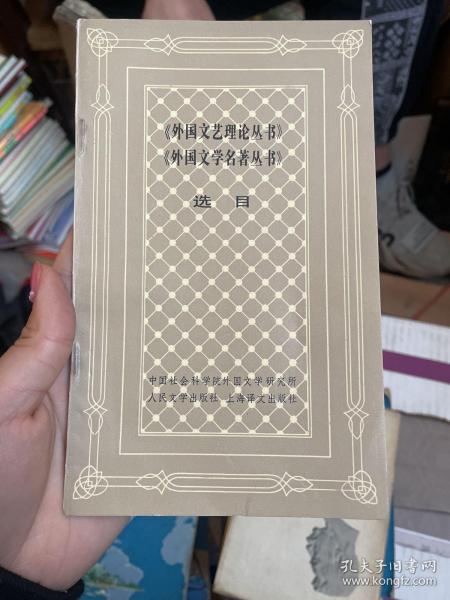 《外国文艺理论丛书》
《外国文学名著丛书》
选目
中国社会科学院外国文学研究所
人民文学出版社 上海译文出版社
孔夫子旧书网
www.kongfz.com